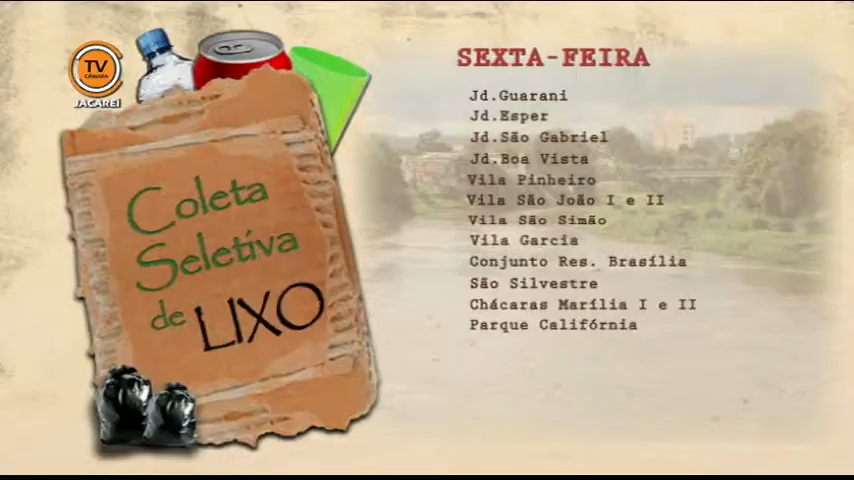 TV
CÂMARA
JACAREÍ
Coleta
Seletiva
de LIXO
SEXTA-FEIRA
Jd.Guarani
Jd.Esper
Jd.São Gabriel
Jd.Boa Vista
Vila Pinheiro
Vila São João I e II
Vila São Simão
Vila Garcia
Conjunto Res. Brasília
São Silvestre
Chácaras Marília I e II
Parque Califórnia